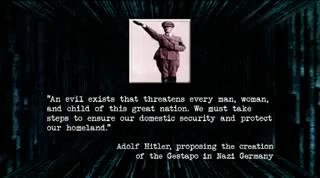 "An evil exists that threatens every man, woman,
and child of this great nation. We must take
steps to ensure our domestic security and protect
our homeland."
Adolf Hitler, proposing the creation
of the Gestapo in Nazi Germany